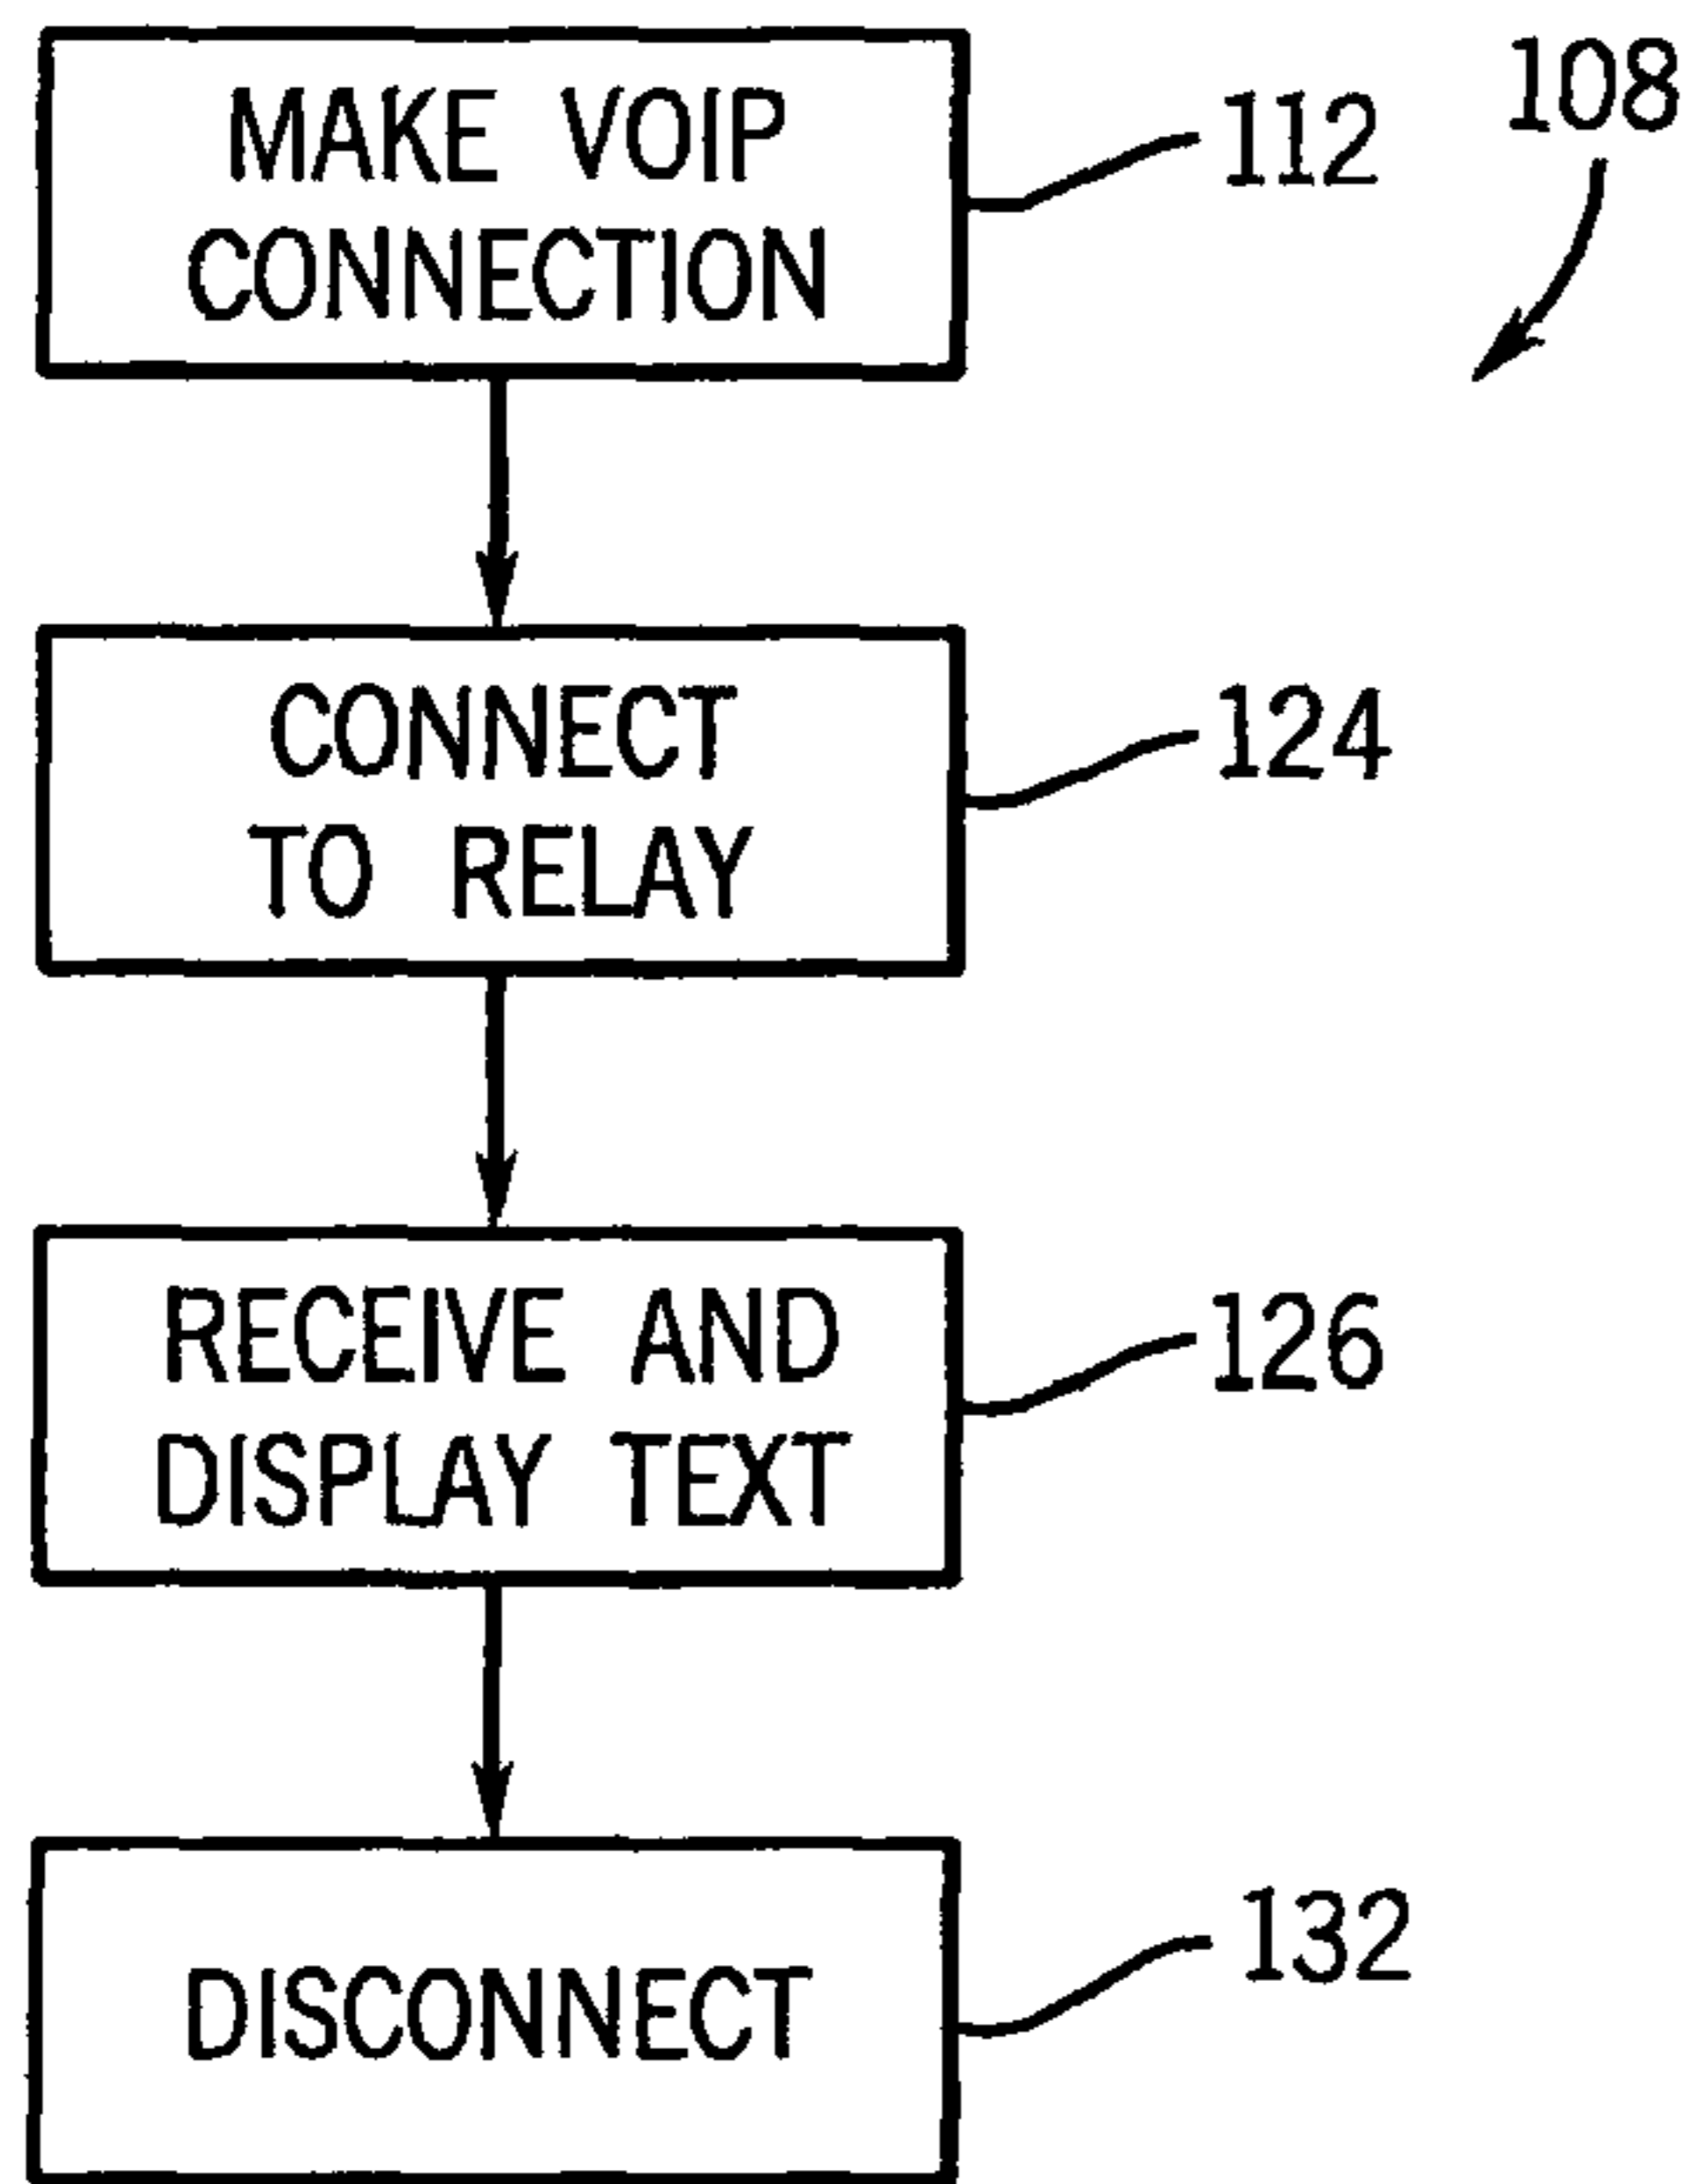 MAKE VOIP
CONNECTION
112
108
CONNECT
TO RELAY
124
RECEIVE AND
DISPLAY TEXT
126
DISCONNECT
132